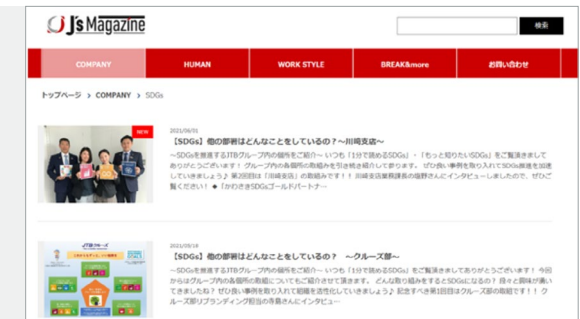 J's Magazine
検索
COMPANY
HUMAN
WORK STYLE
BREAK&more
お問い合わせ
トップページ > COMPANY > SDGs
NEW
2021/06/01
【SDGs】他の部署はどんなことをしているの？～川崎支店～
～SDGsを推進するJTBグループ内の個所をご紹介～ いつも「1分で読めるSDGs」・「もっと知りたいSDGs」をご覧頂きまして
ありがとうございます！ グループ内の各個所の取組みを引き続き紹介して参ります。 ぜひ良い事例を取り入れてSDGs推進を加速
していきましょう♪ 第2回目は「川崎支店」の取組みです！！ 川崎支店業務課長の塩野さんにインタビューしましたので、ぜひご
覧ください！ ◆「かわさきSDGsゴールドパートナ…
【SDGs】他の部署はどんなことをしているの？ ～クルーズ部～
～SDGsを推進するJTBグループ内の個所をご紹介～ いつも「1分で読めるSDGs」をご覧頂きましてありがとうございます！ 今回
からはグループ内の各個所の取組についてもご紹介させて頂きます。 どんな取り組みをするとSDGsになるの？ 段々と興味が湧い
てきましたね？ ぜひ良い事例を取り入れて組織を活性化していきましょう♪ 記念すべき第1回目はクルーズ部の取組です！！ ク
ルーズ部リブランディング担当の寺島さんにインタビュー…
JTBクルーズ